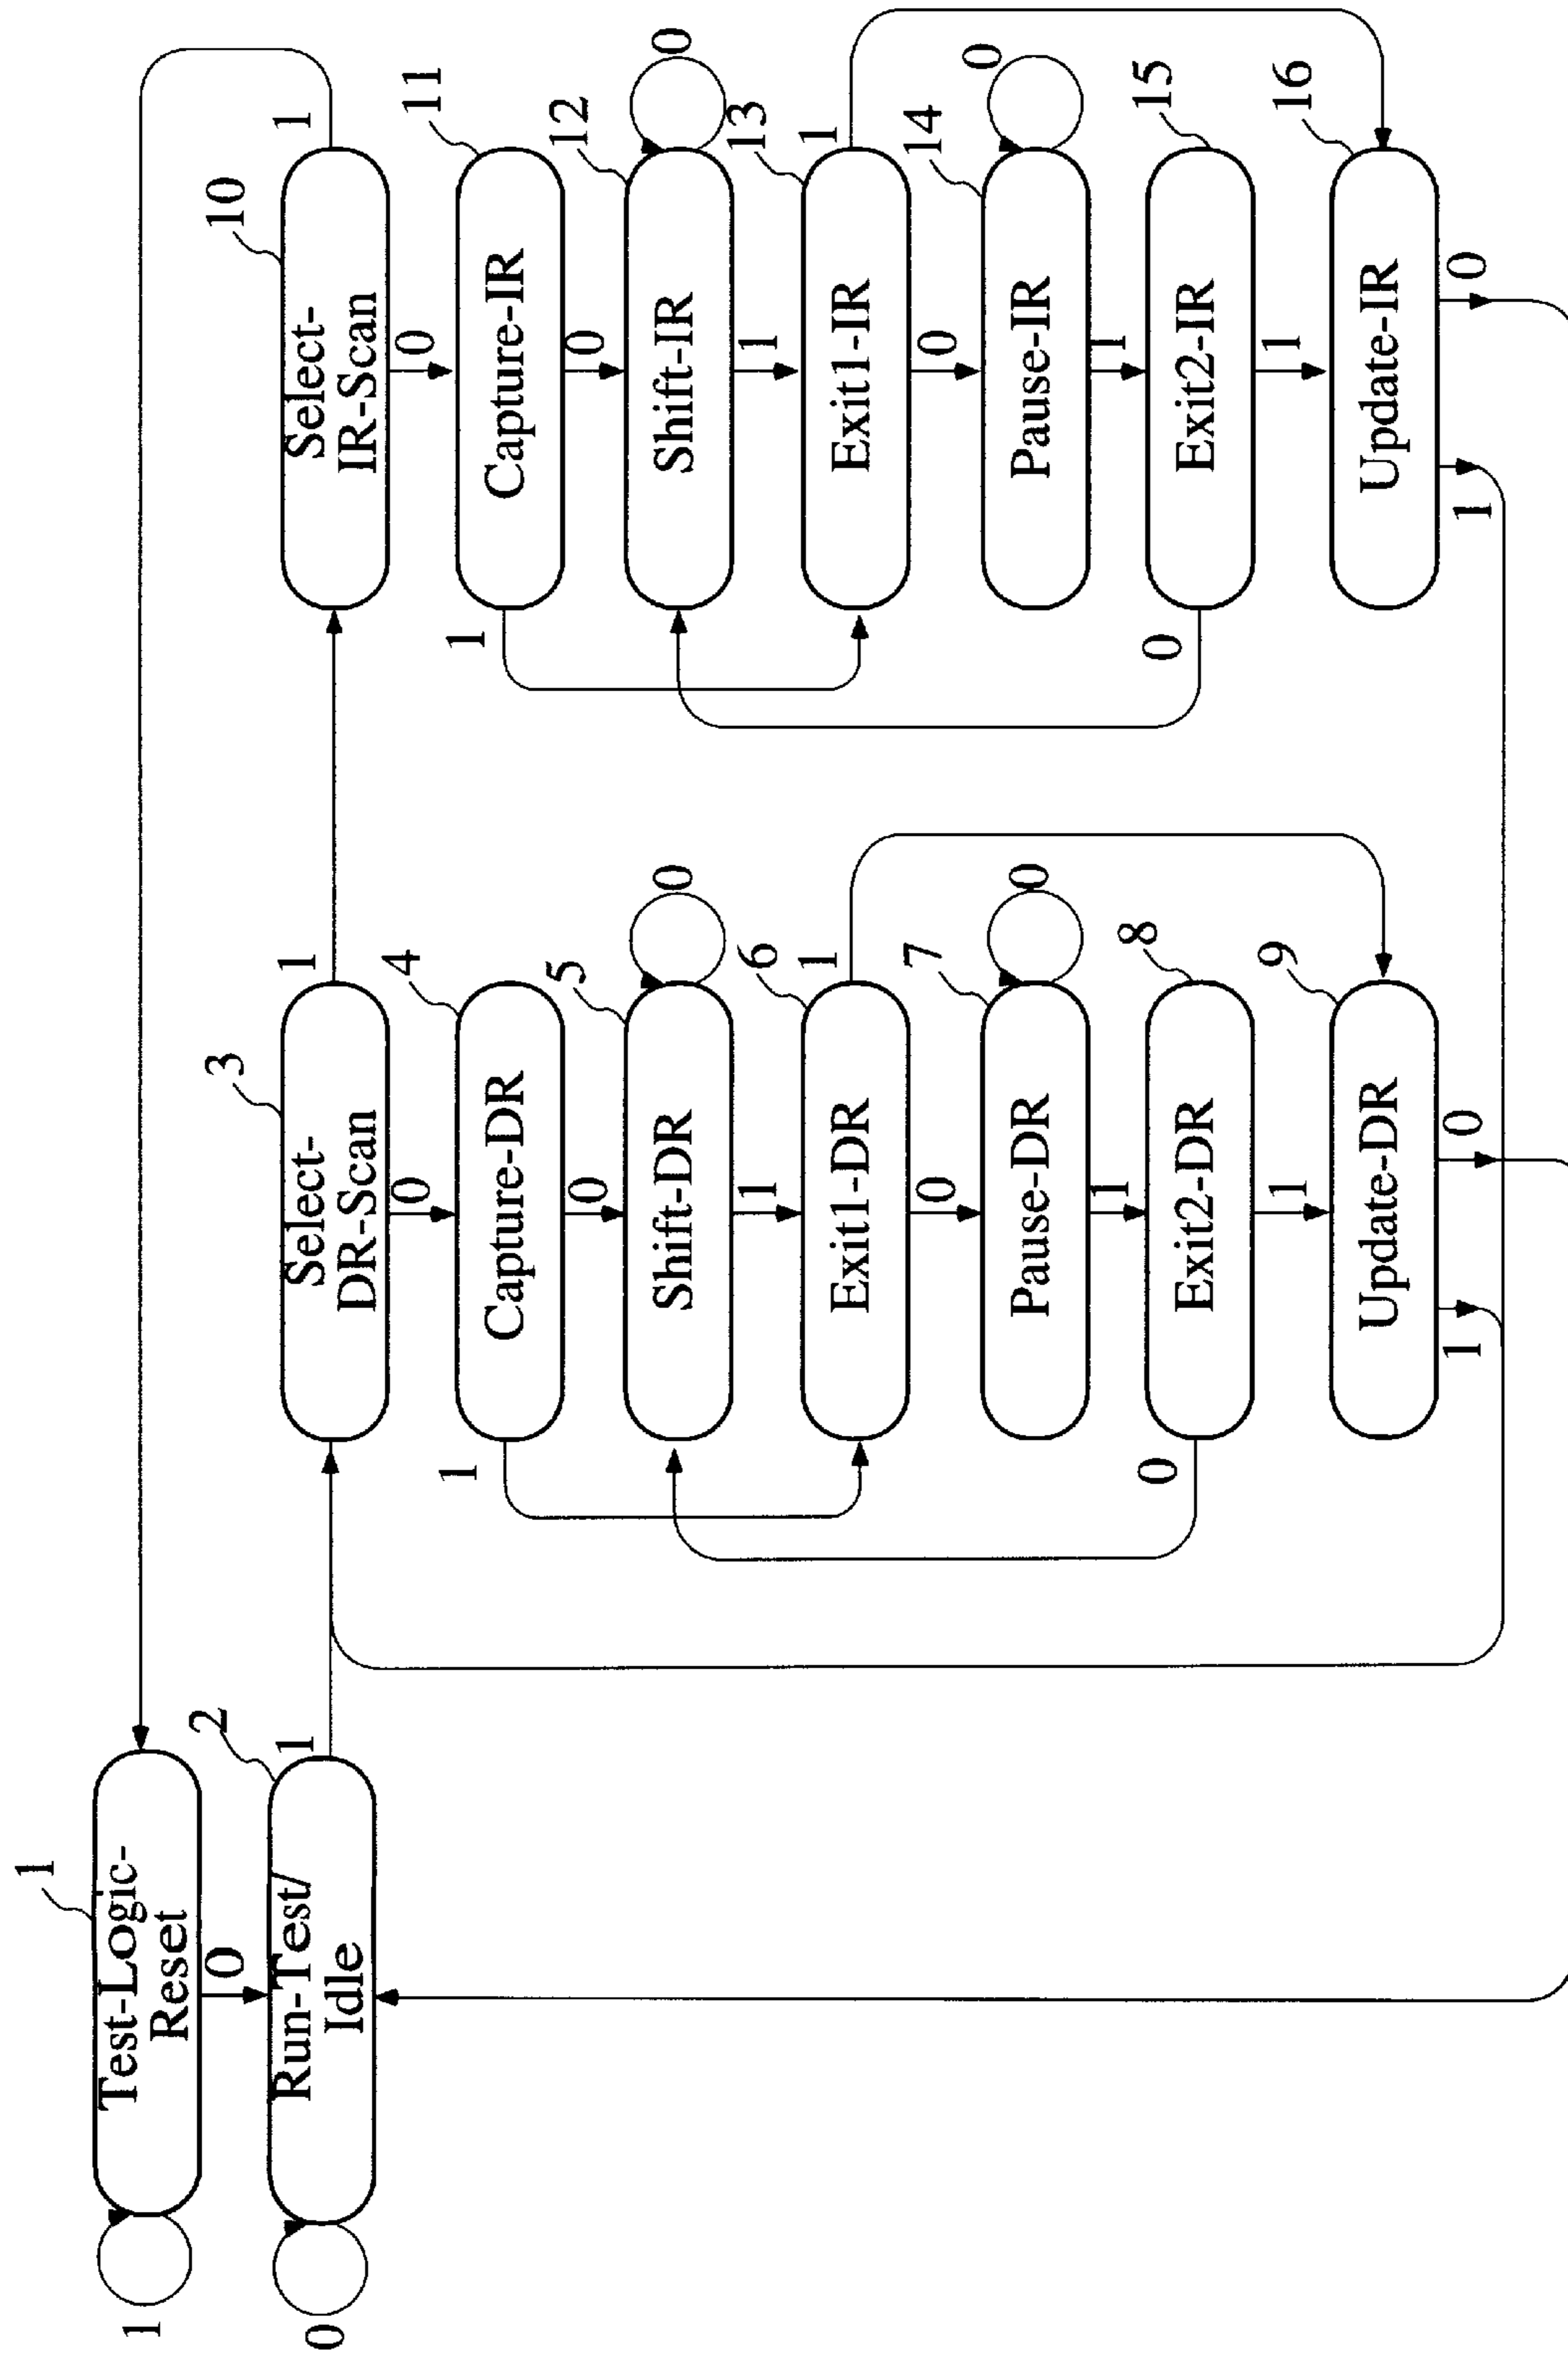 1
Test-Logic-
Reset
1
0
2
Run-Test/
Idle
0
1
3
Select-
DR-Scan
1
0
4
Capture-DR
1
0
5
Shift-DR
0
1
6
Exit1-DR
1
0
7
Pause-DR
0
1
8
Exit2-DR
0
1
9
Update-DR
1
0
10
Select-
IR-Scan
1
0
11
Capture-IR
1
0
12
Shift-IR
0
1
13
Exit1-IR
1
0
14
Pause-IR
0
1
15
Exit2-IR
0
1
16
Update-IR
1
0